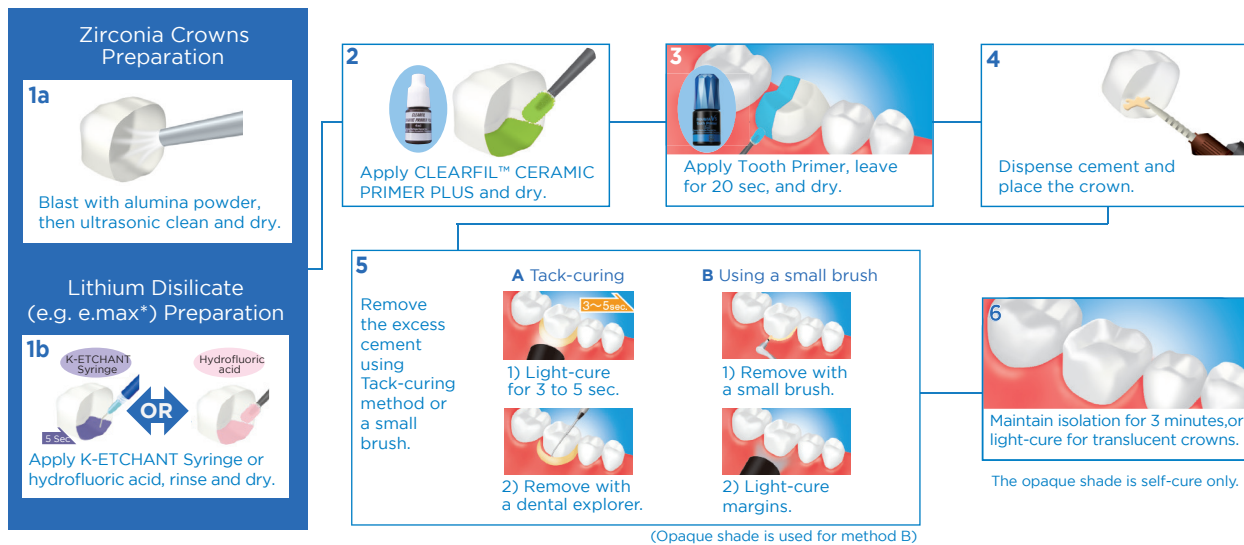 Zirconia Crowns
Preparation
1a
Blast with alumina powder,
then ultrasonic clean and dry.
Lithium Disilicate
(e.g. e.max*) Preparation
1b
K-ETCHANT
Syringe
Hydrofluoric
acid
OR
5 Sec
Apply K-ETCHANT Syringe or
hydrofluoric acid, rinse and dry.
2
Apply CLEARFIL™ CERAMIC
PRIMER PLUS and dry.
3
Apply Tooth Primer, leave
for 20 sec, and dry.
4
Dispense cement and
place the crown.
5
Remove
the excess
cement
using
Tack-curing
method or
a small
brush.
A Tack-curing
3~5sec.
1) Light-cure
for 3 to 5 sec.
2) Remove with
a dental explorer.
B Using a small brush
1) Remove with
a small brush.
2) Light-cure
margins.
(Opaque shade is used for method B)
6
Maintain isolation for 3 minutes,or
light-cure for translucent crowns.
The opaque shade is self-cure only.